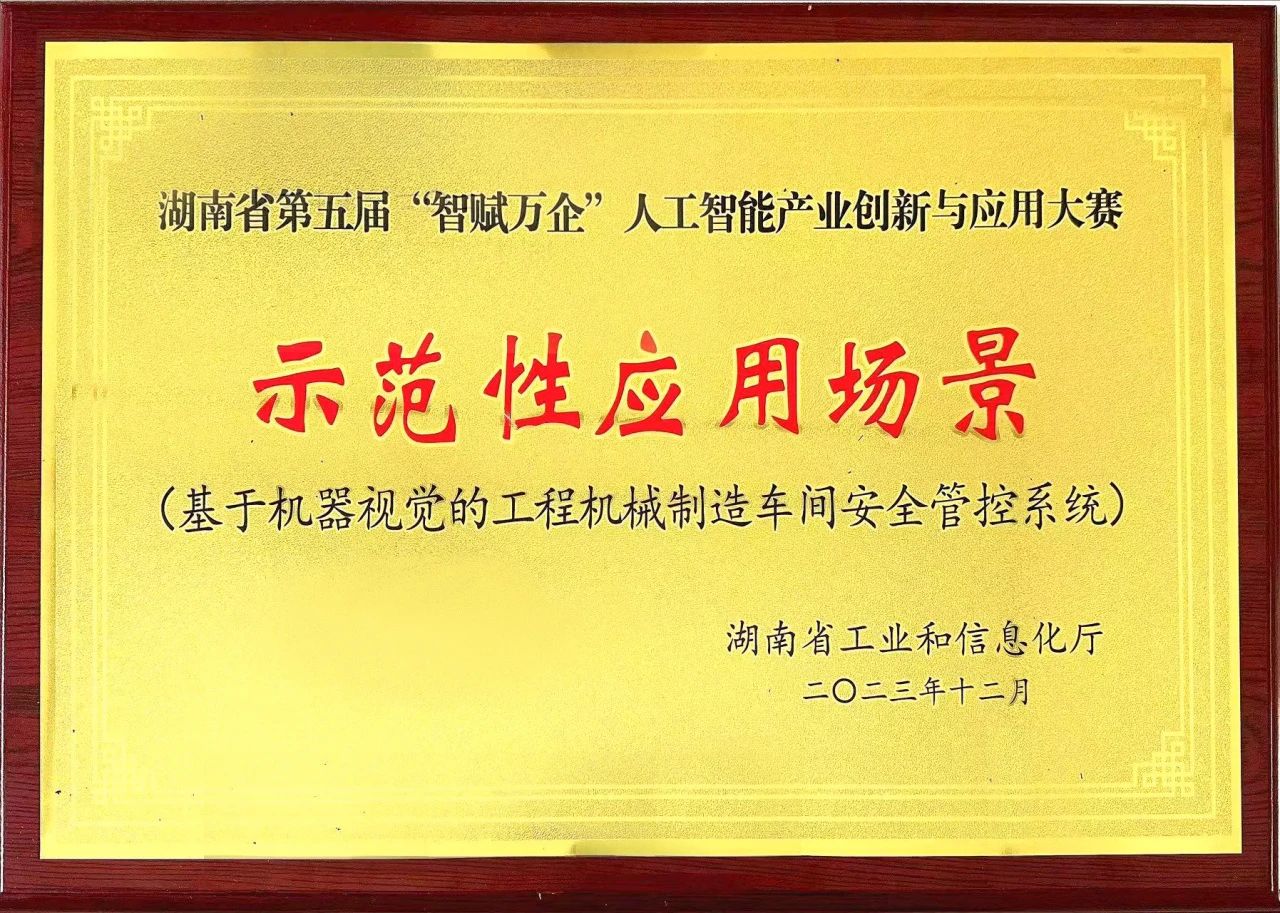 湖南省第五届“智赋万企”人工智能产业创新与应用大赛
示范性应用场景
（基于机器视觉的工程机械制造车间安全管控系统）
湖南省工业和信息化厅
二〇二三年十二月